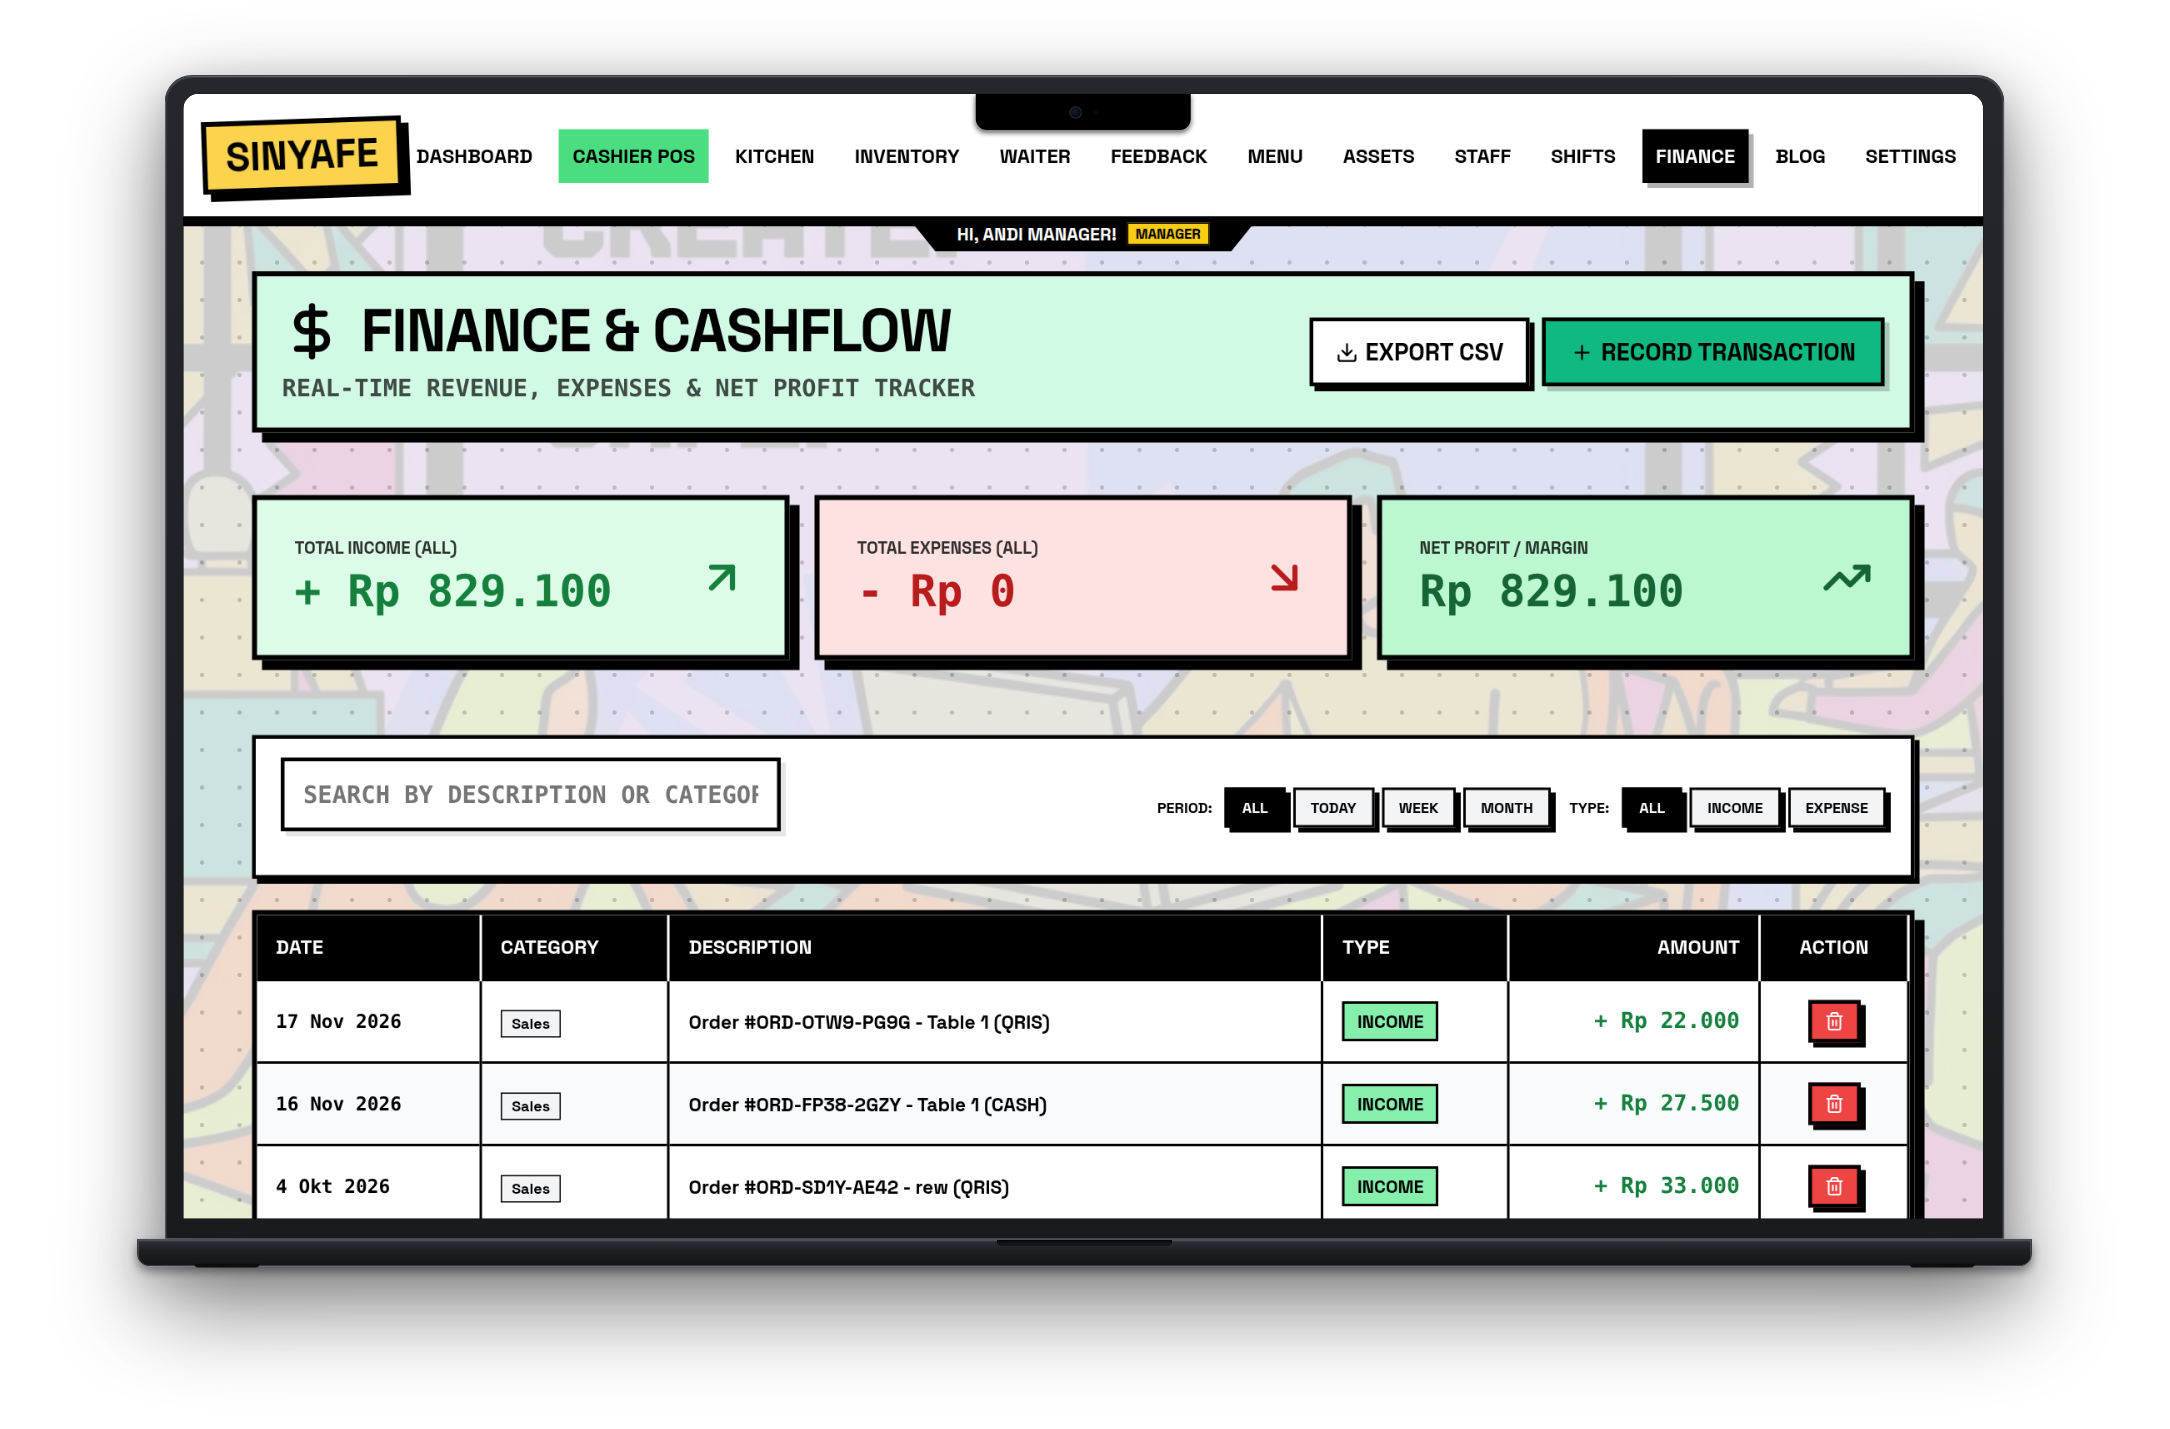 SINYAFE
DASHBOARD CASHIER POS KITCHEN INVENTORY WAITER FEEDBACK MENU ASSETS STAFF SHIFTS FINANCE BLOG SETTINGS
HI, ANDI MANAGER! MANAGER
FINANCE & CASHFLOW
REAL-TIME REVENUE, EXPENSES & NET PROFIT TRACKER
EXPORT CSV
+ RECORD TRANSACTION
TOTAL INCOME (ALL)
+ Rp 829.100
TOTAL EXPENSES (ALL)
- Rp 0
NET PROFIT / MARGIN
Rp 829.100
SEARCH BY DESCRIPTION OR CATEGOR
PERIOD: ALL TODAY WEEK MONTH TYPE: ALL INCOME EXPENSE
DATE CATEGORY DESCRIPTION TYPE AMOUNT ACTION
17 Nov 2026 Sales Order #ORD-OTW9-PG9G - Table 1 (QRIS) INCOME + Rp 22.000
16 Nov 2026 Sales Order #ORD-FP38-2GZY - Table 1 (CASH) INCOME + Rp 27.500
4 Okt 2026 Sales Order #ORD-SD1Y-AE42 - rew (QRIS) INCOME + Rp 33.000